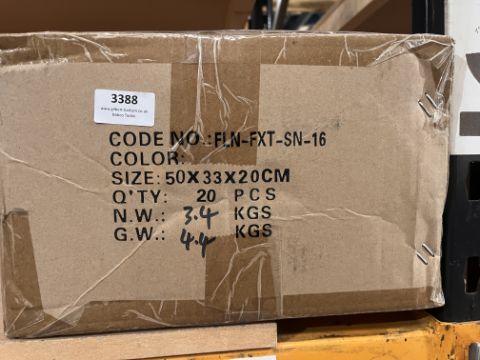 3388
CODE NO.:FLN-FXT-SN-16
COLOR:
SIZE: 50X33X20CM
Q'TY: 20 PCS
N.W.: 3.4 KGS
G.W.: 4.4 KGS